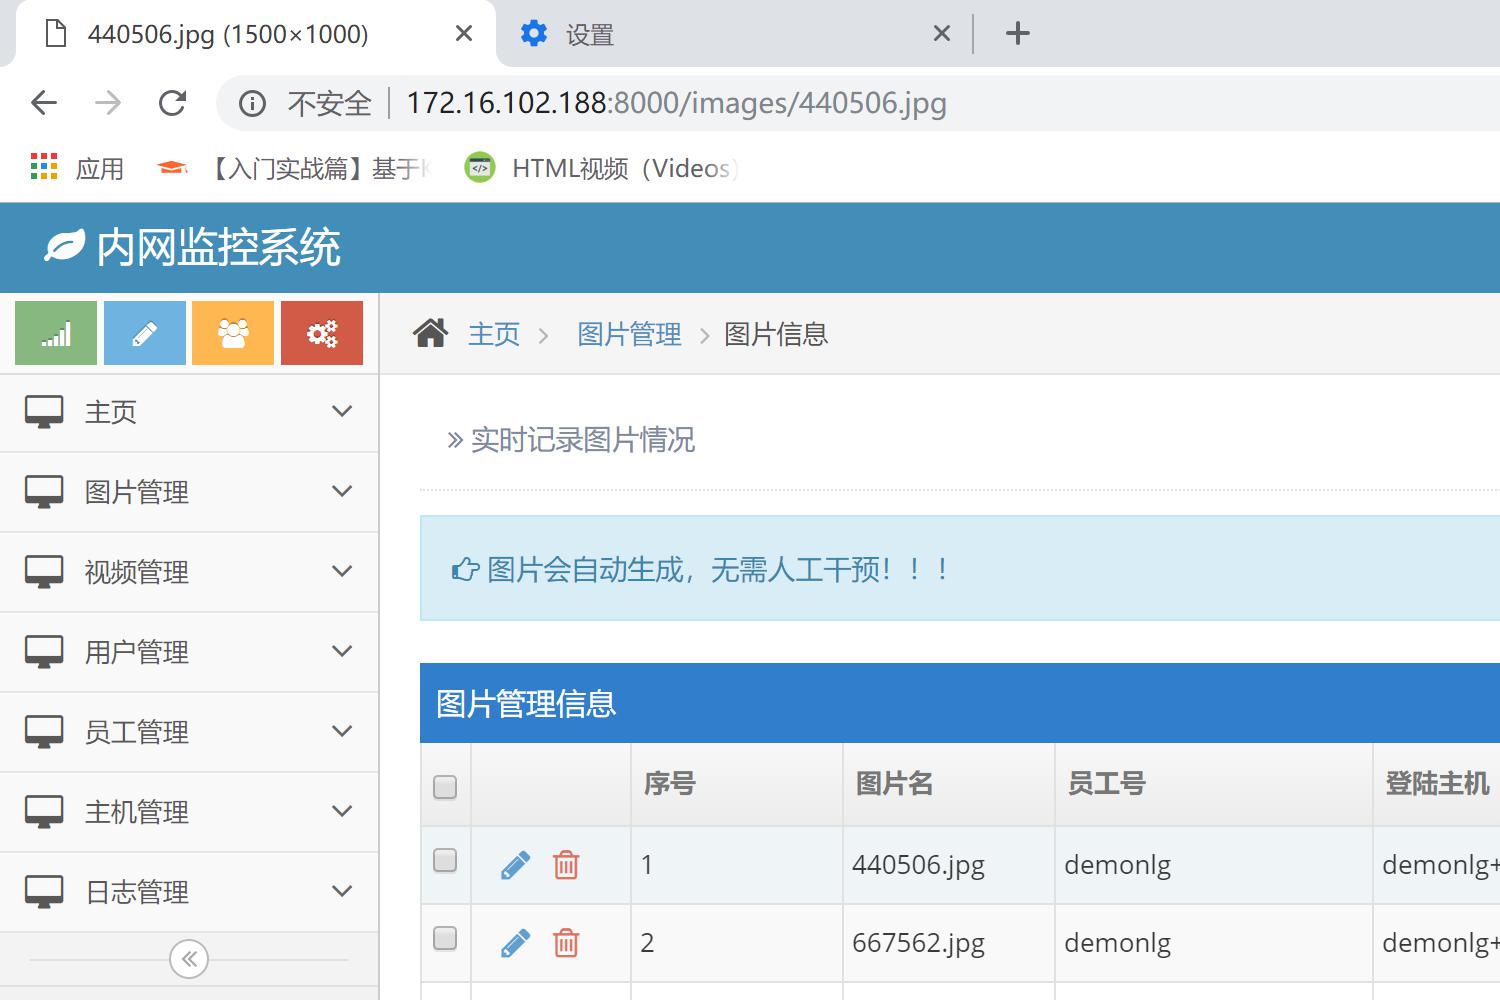 440506.jpg (1500×1000)
设置
不安全
172.16.102.188:8000/images/440506.jpg
应用
【入门实战篇】基于
HTML视频（Videos）
内网监控系统
主页
图片管理
图片信息
主页
实时记录图片情况
图片管理
视频管理
图片会自动生成，无需人工干预！！！
用户管理
图片管理信息
员工管理
序号 图片名 员工号 登陆主机
主机管理
1 440506.jpg demonlg demonlg+
日志管理
2 667562.jpg demonlg demonlg+